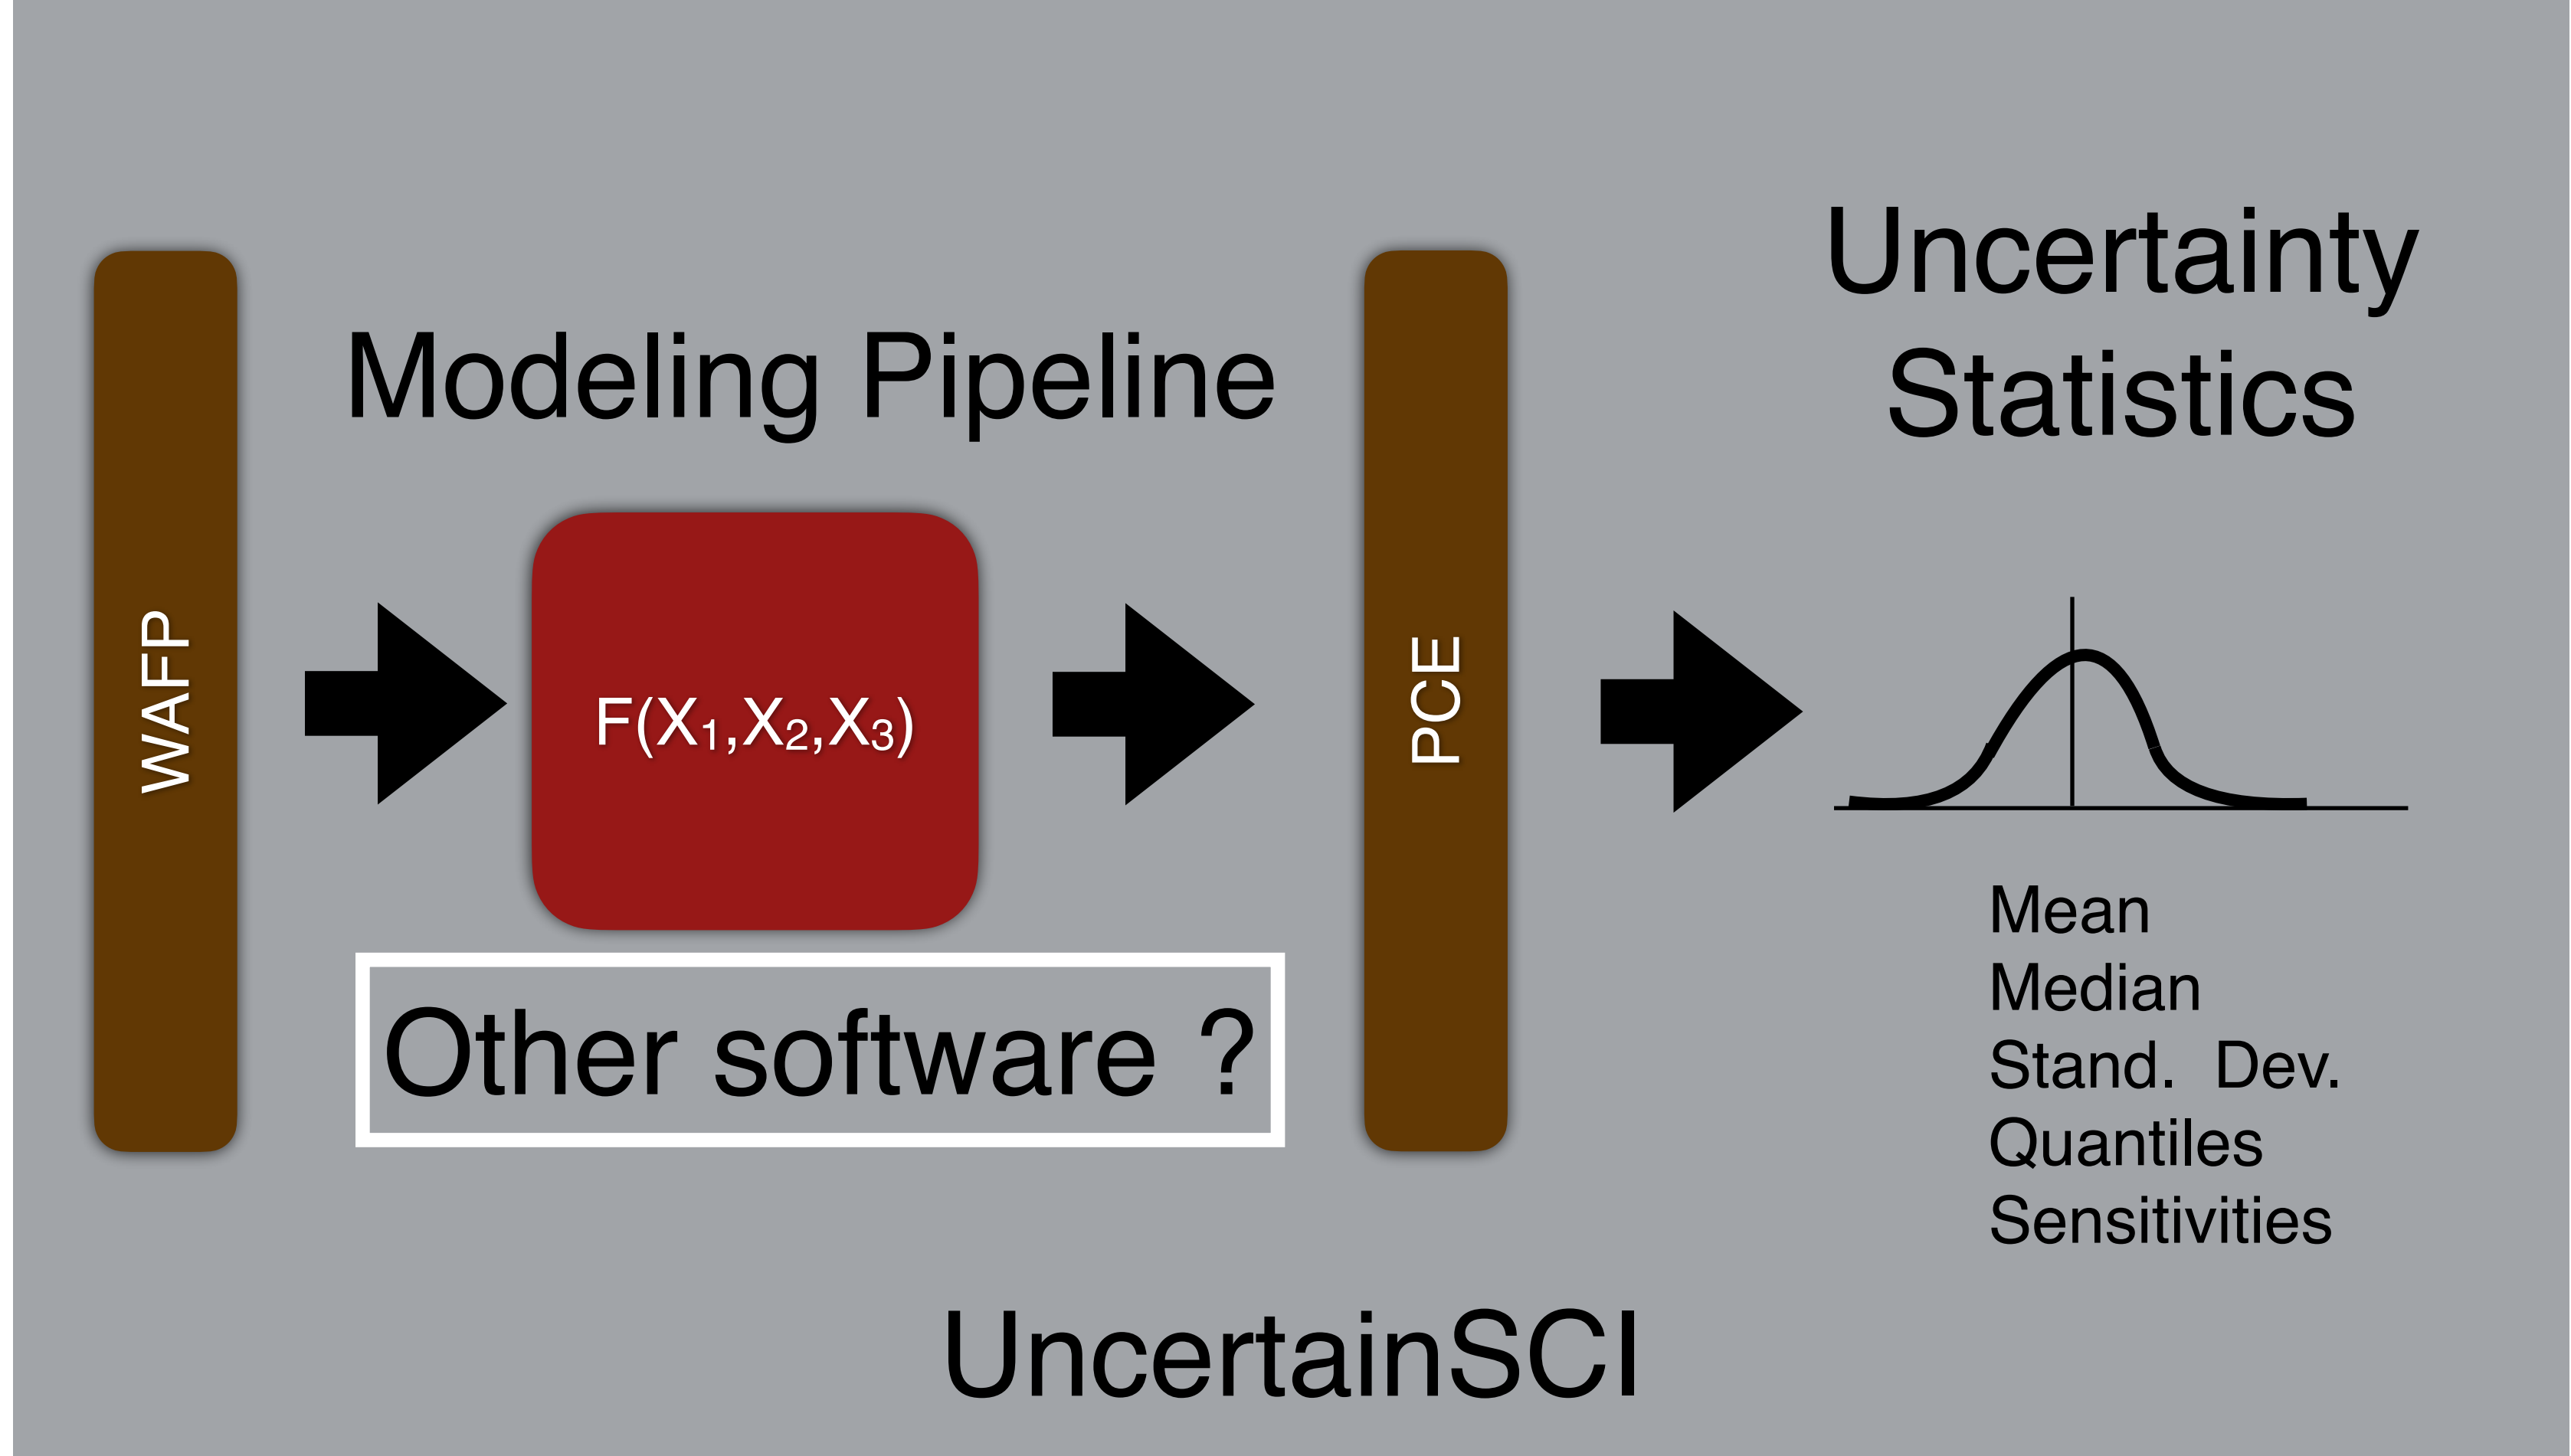 WAFP
Modeling Pipeline
F(X₁,X₂,X₃)
Other software ?
PCE
Uncertainty
Statistics
Mean
Median
Stand. Dev.
Quantiles
Sensitivities
UncertainSCI